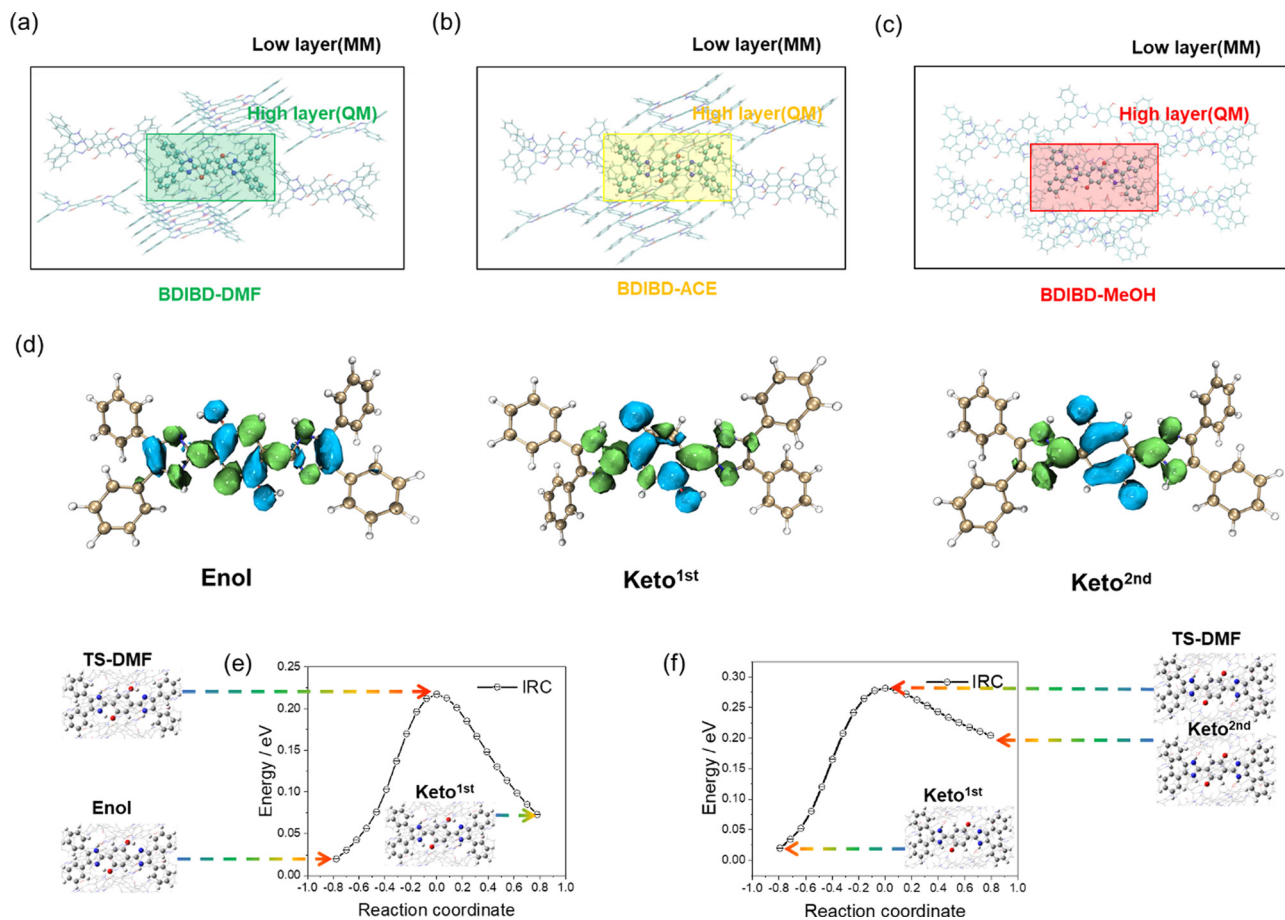 (a)
Low layer(MM)
High layer(QM)
BDIBD-DMF
(b)
Low layer(MM)
High layer(QM)
BDIBD-ACE
(c)
Low layer(MM)
High layer(QM)
BDIBD-MeOH
(d)
Enol
Keto1st
Keto2nd
TS-DMF
Enol
(e)
0.25
0.20
0.15
0.10
0.05
0.00
Energy / eV
IRC
Keto1st
-1.0 -0.8 -0.6 -0.4 -0.2 0.0 0.2 0.4 0.6 0.8 1.0
Reaction coordinate
(f)
0.30
0.25
0.20
0.15
0.10
0.05
0.00
Energy / eV
IRC
Keto1st
-1.0 -0.8 -0.6 -0.4 -0.2 0.0 0.2 0.4 0.6 0.8 1.0
Reaction coordinate
TS-DMF
Keto2nd